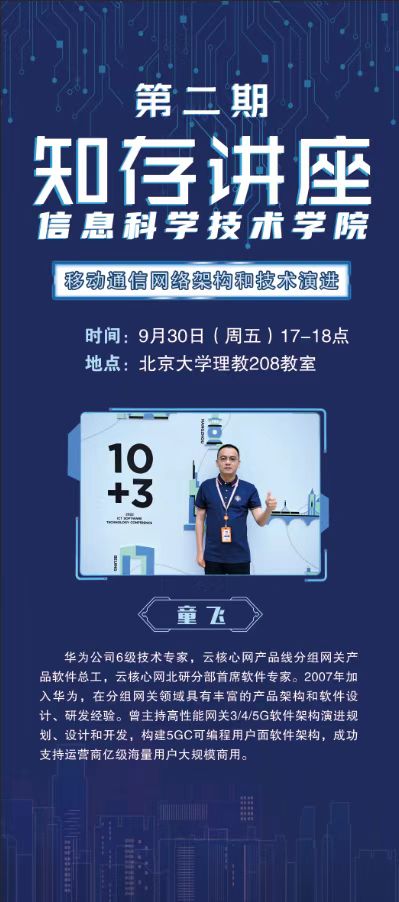 第二期
知存讲座
信息科学技术学院
移动通信网络架构和技术演进
时间：9月30日（周五）17-18点
地点：北京大学理教208教室
HANGZHOU
10
+3
ICT SOFTWARE
TECHNOLOGY CONFERENCE
BEIJING
童飞
华为公司6级技术专家，云核心网产品线分组网关产
品软件总工，云核心网北研分部首席软件专家。2007年加
入华为，在分组网关领域具有丰富的产品架构和软件设
计、研发经验。曾主持高性能网关3/4/5G软件架构演进规
划、设计和开发，构建5GC可编程用户面软件架构，成功
支持运营商亿级海量用户大规模商用。